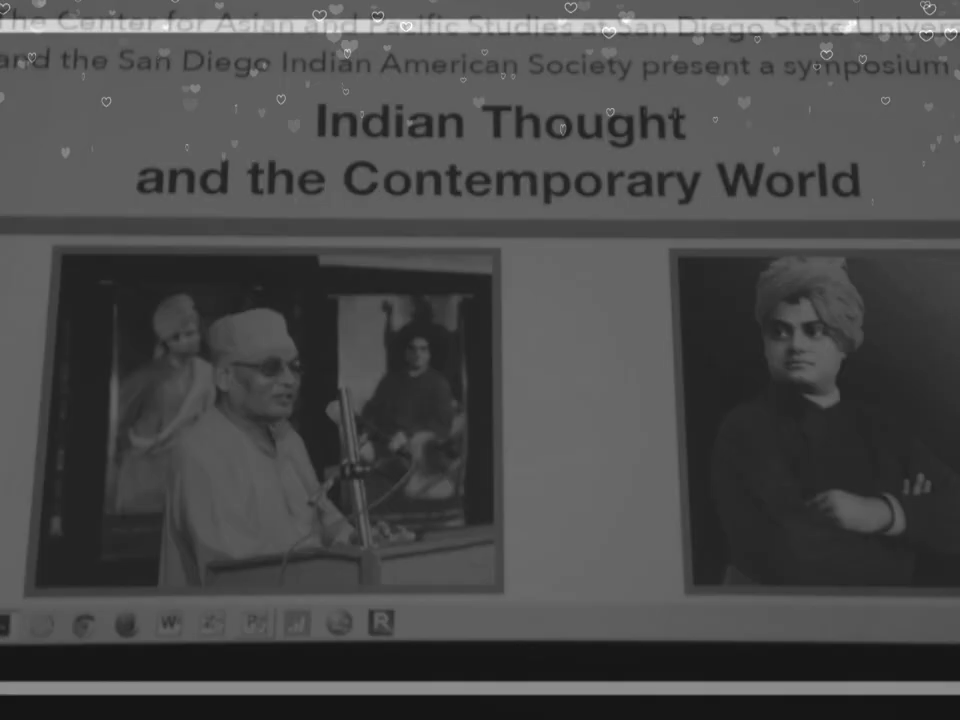 The Center for Asian and Pacific Studies at San Diego State Univers
and the San Diego Indian American Society present a symposium
Indian Thought
and the Contemporary World
W
P
R